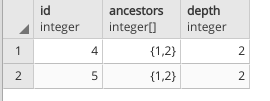 id ancestors depth
integer integer[] integer
1 4 {1,2} 2
2 5 {1,2} 2